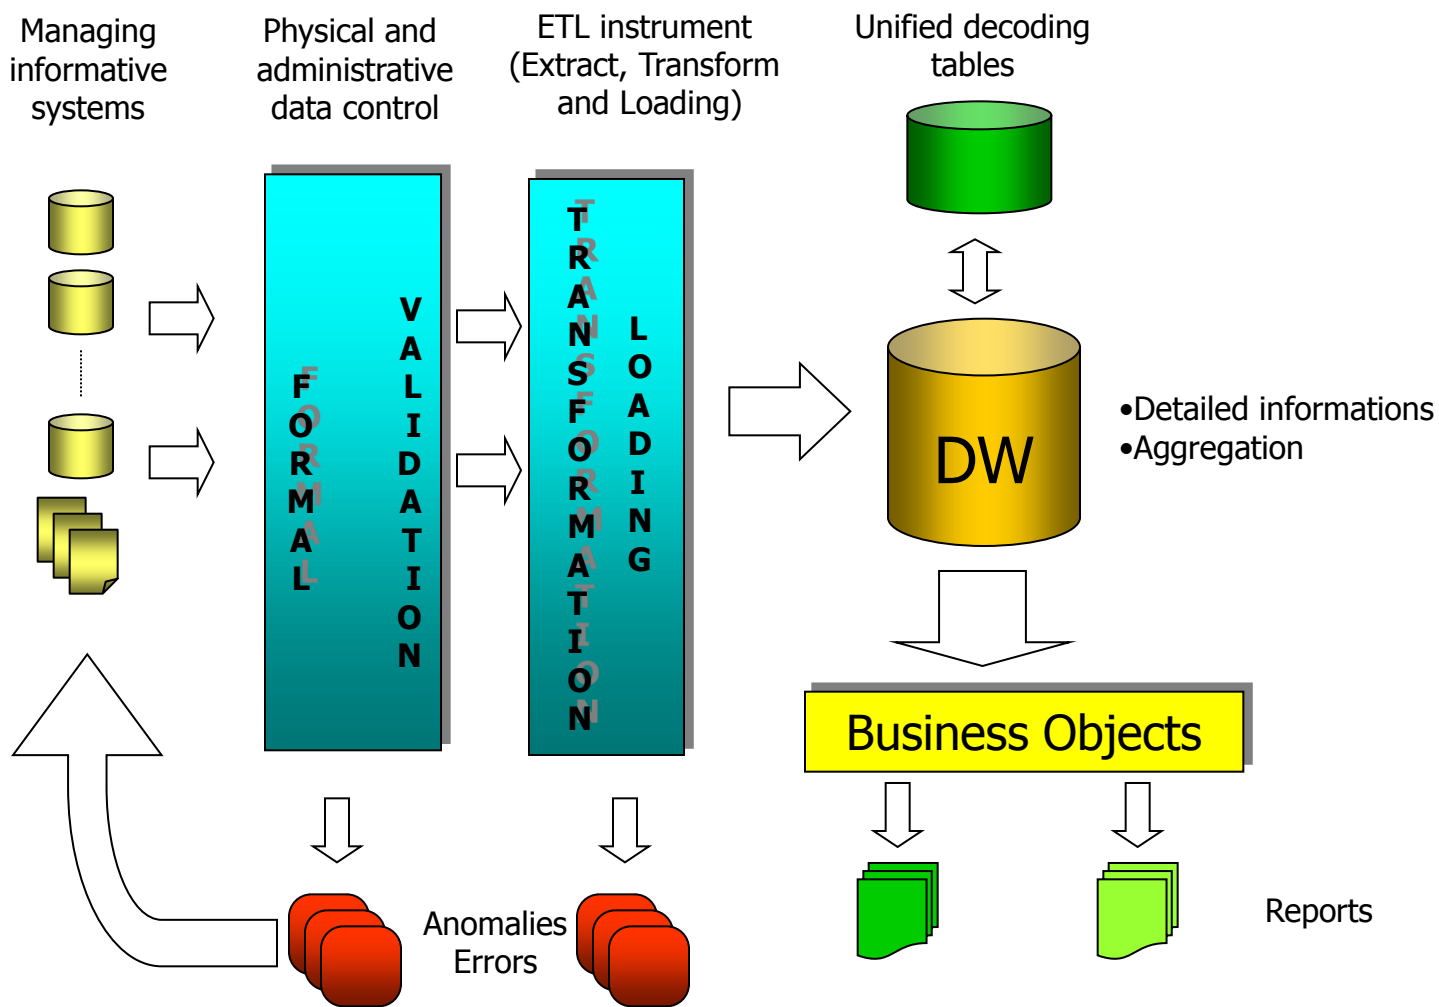 Managing
informative
systems
Physical and
administrative
data control
ETL instrument
(Extract, Transform
and Loading)
Unified decoding
tables
FORMAL
VALIDATION
TRANSFORMATION
LOADING
DW
•Detailed informations
•Aggregation
Business Objects
Anomalies
Errors
Reports